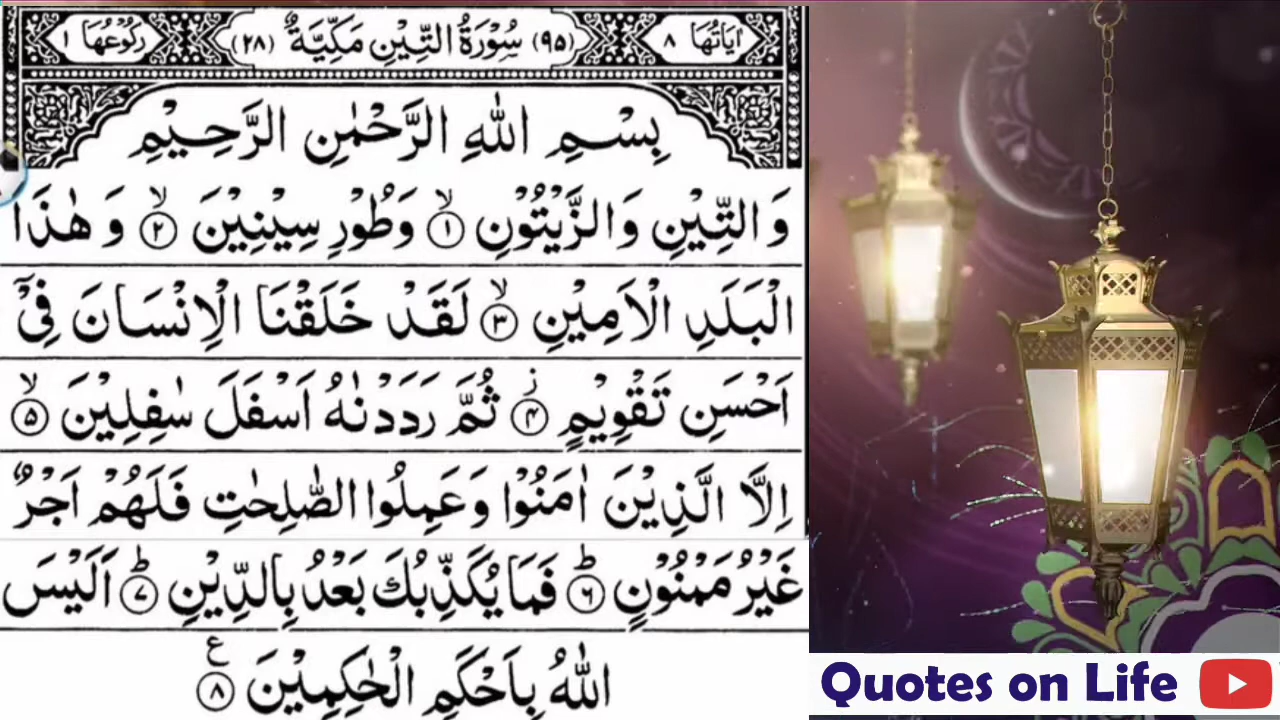 اٰيَاتُهَا ٨ (٩٥) سُوْرَةُ التِّيْنِ مَكِّيَّةٌ (٢٨) رُكُوْعُهَا ١
بِسْمِ اللّٰهِ الرَّحْمٰنِ الرَّحِيْمِ
وَالتِّيْنِ وَالزَّيْتُوْنِ ۙ‏﴿١﴾ وَطُوْرِ سِيْنِيْنَ ۙ‏﴿٢﴾ وَهٰذَا
الْبَلَدِ الْاَمِيْنِ ۙ‏﴿٣﴾ لَقَدْ خَلَقْنَا الْاِنْسَانَ فِيْۤ
اَحْسَنِ تَقْوِيْمٍ ز﴿٤﴾ ثُمَّ رَدَدْنٰهُ اَسْفَلَ سٰفِلِيْنَ ۙ‏﴿٥﴾
اِلَّا الَّذِيْنَ اٰمَنُوْا وَعَمِلُوا الصّٰلِحٰتِ فَلَهُمْ اَجْرٌ
غَيْرُ مَمْنُوْنٍ ؕ‏﴿٦﴾ فَمَا يُكَذِّبُكَ بَعْدُ بِالدِّيْنِ ؕ‏﴿٧﴾ اَلَيْسَ
اللّٰهُ بِاَحْكَمِ الْحٰكِمِيْنَ ع﴿٨﴾
Quotes on Life